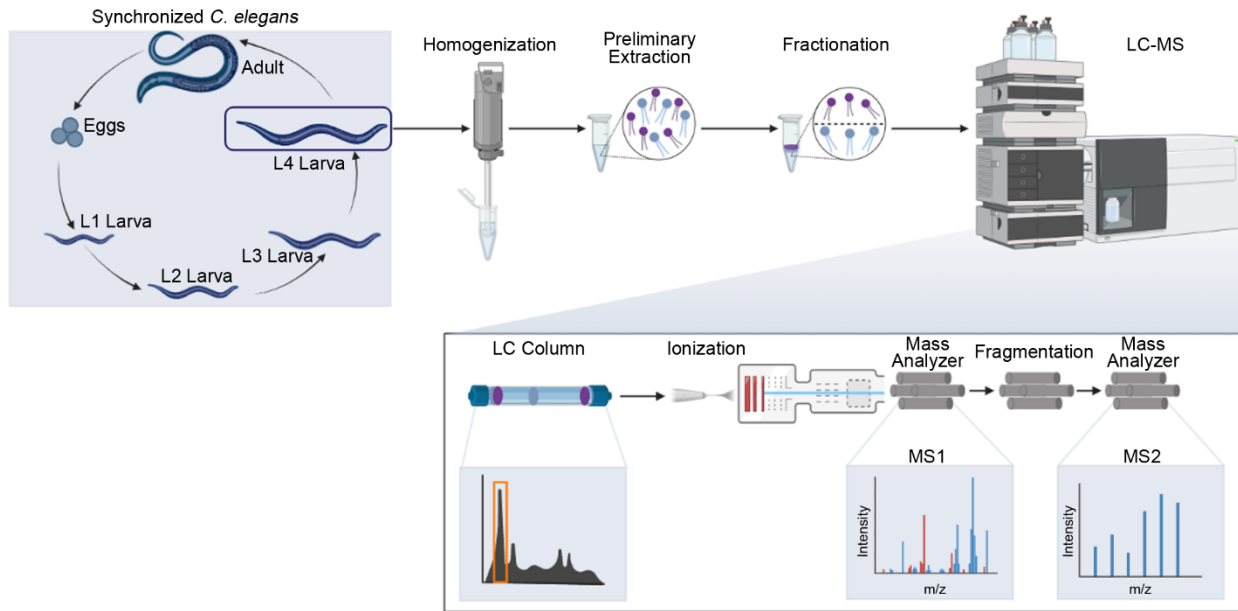 Synchronized C. elegans
Adult
Eggs
L4 Larva
L1 Larva
L3 Larva
L2 Larva
Homogenization
Preliminary
Extraction
Fractionation
LC-MS
LC Column
Ionization
Mass
Analyzer
Fragmentation
Mass
Analyzer
MS1
Intensity
m/z
MS2
Intensity
m/z